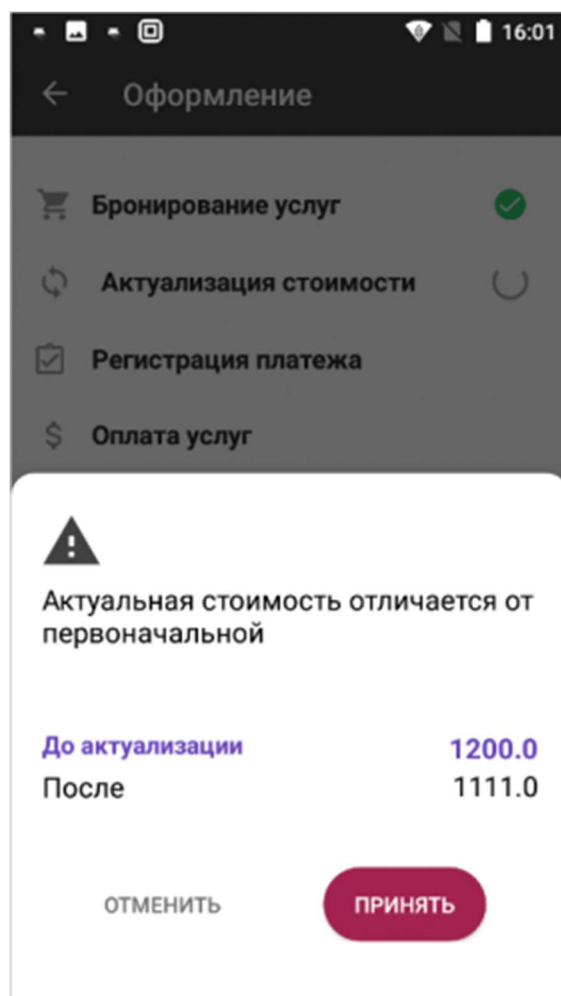 16:01
Оформление
Бронирование услуг
Актуализация стоимости
Регистрация платежа
Оплата услуг
Актуальная стоимость отличается от
первоначальной
До актуализации 1200.0
После 1111.0
ОТМЕНИТЬ ПРИНЯТЬ